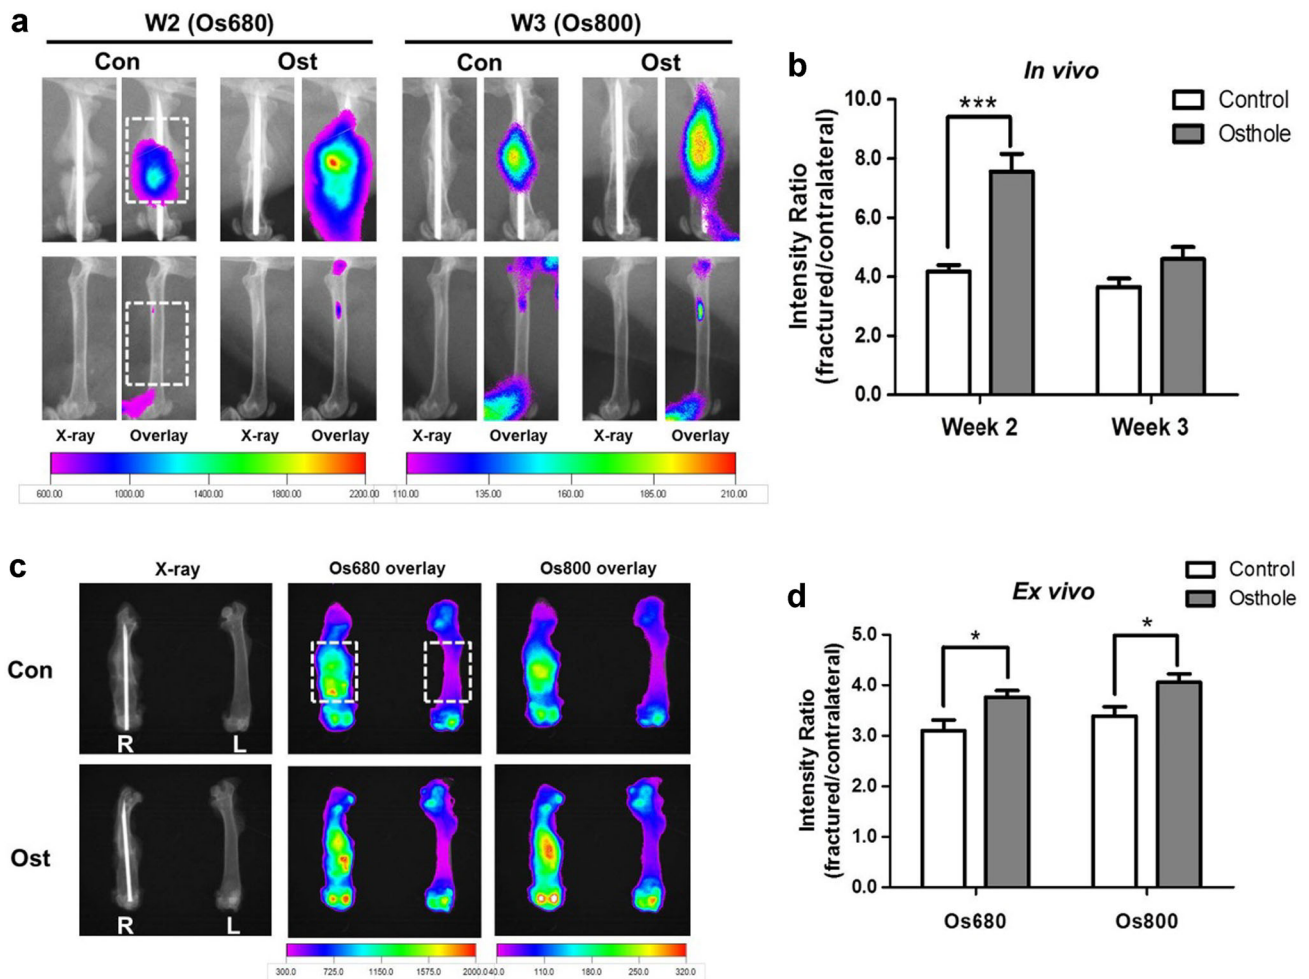 a
W2 (Os680)
W3 (Os800)
Con
Ost
Con
Ost
X-ray
Overlay
X-ray
Overlay
X-ray
Overlay
X-ray
Overlay
600.00
1000.00
1400.00
1800.00
2200.00
110.00
135.00
160.00
185.00
210.00
b
In vivo
Control
Osthole
***
Intensity Ratio
(fractured/contralateral)
10.0
8.0
6.0
4.0
2.0
0.0
Week 2
Week 3
c
X-ray
Os680 overlay
Os800 overlay
Con
R
L
Ost
R
L
300.0
725.0
1150.0
1575.0
2000.0
40.0
110.0
180.0
250.0
320.0
d
Ex vivo
Control
Osthole
*
*
Intensity Ratio
(fractured/contralateral)
5.0
4.0
3.0
2.0
1.0
0.0
Os680
Os800